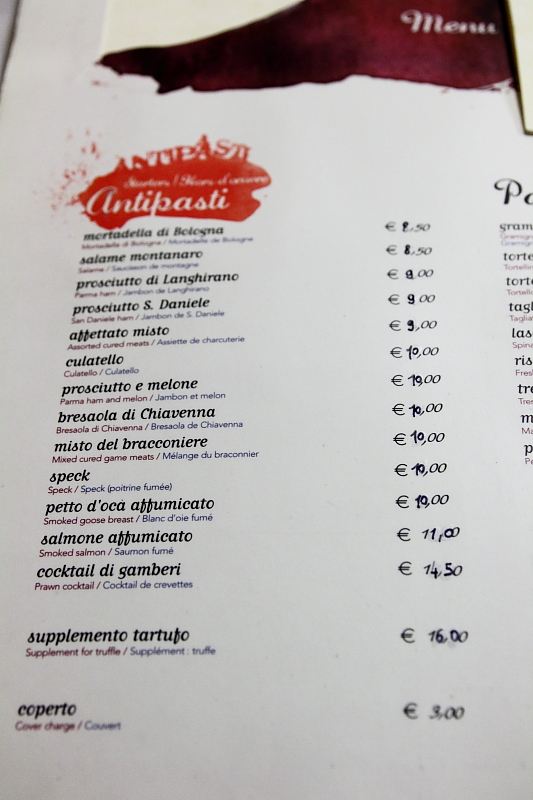 Menu
ANTIPASTI
Starters / Hors d'oeuvre
Antipasti
mortadella di Bologna € 8,50
Mortadella di Bologna / Mortadelle de Bologne
salame montanaro € 8,50
Salame / Saucisson de montagne
prosciutto di Langhirano € 9,00
Parma ham / Jambon de Langhirano
prosciutto S. Daniele € 9,00
San Daniele ham / Jambon de S. Daniele
affettato misto € 9,00
Assorted cured meats / Assiette de charcuterie
culatello € 10,00
Culatello / Culatello
prosciutto e melone € 10,00
Parma ham and melon / Jambon et melon
bresaola di Chiavenna € 10,00
Bresaola di Chiavenna / Bresaola de Chiavenna
misto del bracconiere € 10,00
Mixed cured game meats / Mélange du braconnier
speck € 10,00
Speck / Speck (poitrine fumée)
petto d'oca affumicato € 10,00
Smoked goose breast / Blanc d'oie fumé
salmone affumicato € 11,00
Smoked salmon / Saumon fumé
cocktail di gamberi € 14,50
Prawn cocktail / Cocktail de crevettes
supplemento tartufo € 16,00
Supplement for truffle / Supplément : truffe
coperto € 3,00
Cover charge / Couvert